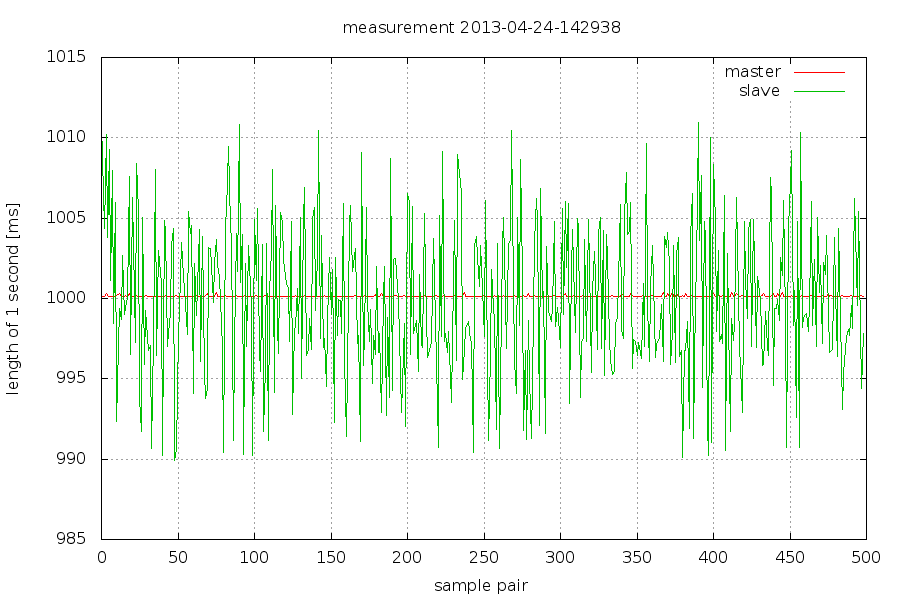 measurement 2013-04-24-142938
master
slave
1015
1010
1005
1000
995
990
985
length of 1 second [ms]
0 50 100 150 200 250 300 350 400 450 500
sample pair